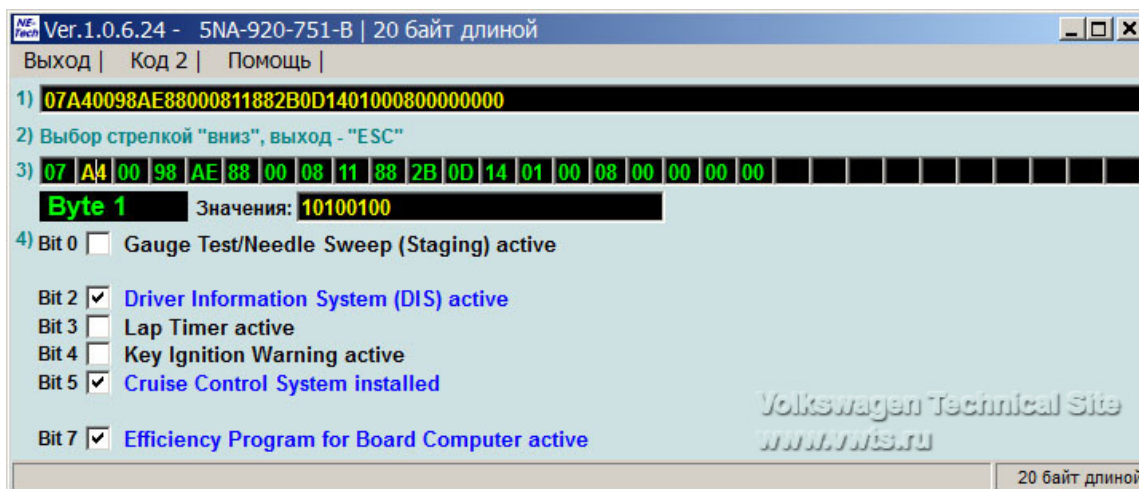 NE-Tech Ver.1.0.6.24 - 5NA-920-751-B | 20 байт длиной
Выход | Код 2 | Помощь |
1) 07A40098AE88000811882B0D1401000800000000
2) Выбор стрелкой "вниз", выход - "ESC"
3) 07 A4 00 98 AE 88 00 08 11 88 2B 0D 14 01 00 08 00 00 00 00
Byte 1 Значения: 10100100
4) Bit 0 Gauge Test/Needle Sweep (Staging) active
Bit 2 Driver Information System (DIS) active
Bit 3 Lap Timer active
Bit 4 Key Ignition Warning active
Bit 5 Cruise Control System installed
Bit 7 Efficiency Program for Board Computer active
Volkswagen Technical Site
www.vwts.ru
20 байт длиной